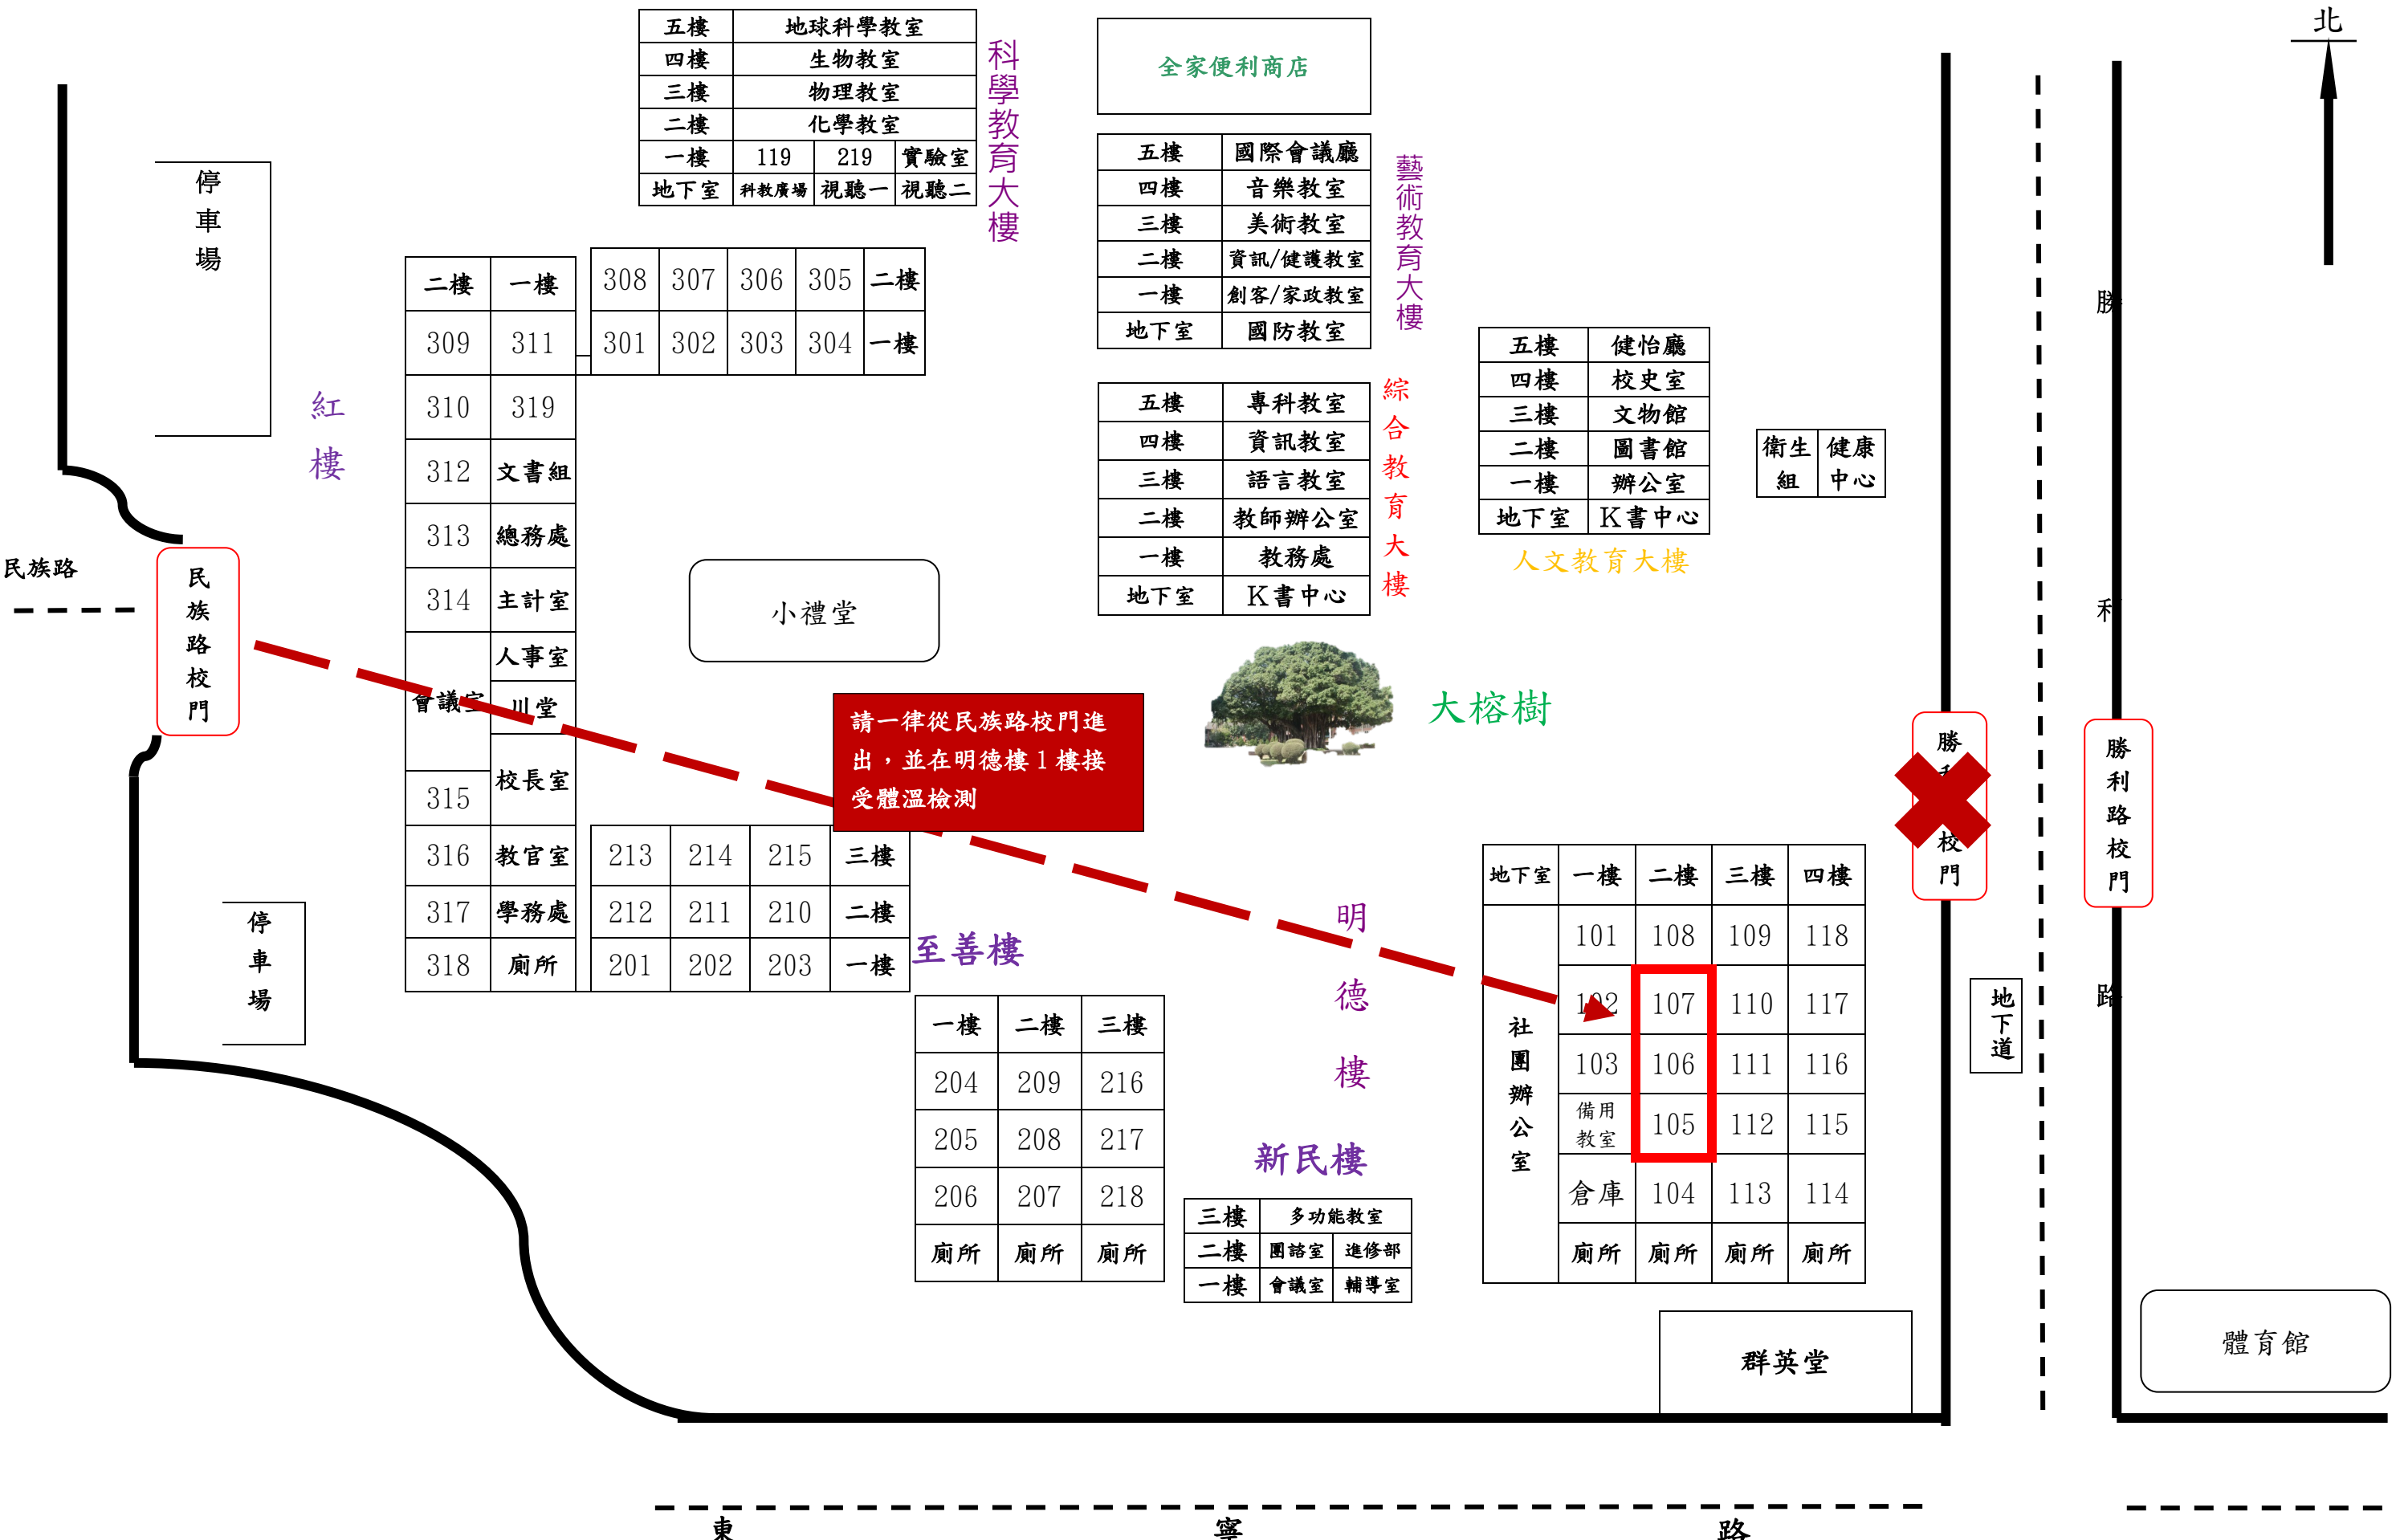 北
五樓 地球科學教室
四樓 生物教室
三樓 物理教室
二樓 化學教室
一樓 119 219 實驗室
地下室 科教廣場 視聽一 視聽二
科學教育大樓
全家便利商店
五樓 國際會議廳
四樓 音樂教室
三樓 美術教室
二樓 資訊/健護教室
一樓 創客/家政教室
地下室 國防教室
藝術教育大樓
停車場
二樓 一樓
309 311
310 319
312 文書組
313 總務處
314 主計室
會議室 人事室
川堂
315 校長室
316 教官室
317 學務處
318 廁所
308 307 306 305 二樓
301 302 303 304 一樓
紅樓
五樓 專科教室
四樓 資訊教室
三樓 語言教室
二樓 教師辦公室
一樓 教務處
地下室 K書中心
綜合教育大樓
五樓 健怡廳
四樓 校史室
三樓 文物館
二樓 圖書館
一樓 辦公室
地下室 K書中心
人文教育大樓
衛生組 健康中心
勝利路
民族路
民族路校門
小禮堂
大榕樹
請一律從民族路校門進
出，並在明德樓1樓接
受體溫檢測
勝利校門
勝利路校門
停車場
213 214 215 三樓
212 211 210 二樓
201 202 203 一樓
至善樓
一樓 二樓 三樓
204 209 216
205 208 217
206 207 218
廁所 廁所 廁所
明德樓
新民樓
三樓 多功能教室
二樓 團諮室 進修部
一樓 會議室 輔導室
地下室 一樓 二樓 三樓 四樓
社團辦公室
101 108 109 118
102 107 110 117
103 106 111 116
備用教室 105 112 115
倉庫 104 113 114
廁所 廁所 廁所 廁所
地下道
群英堂
體育館
東寧路